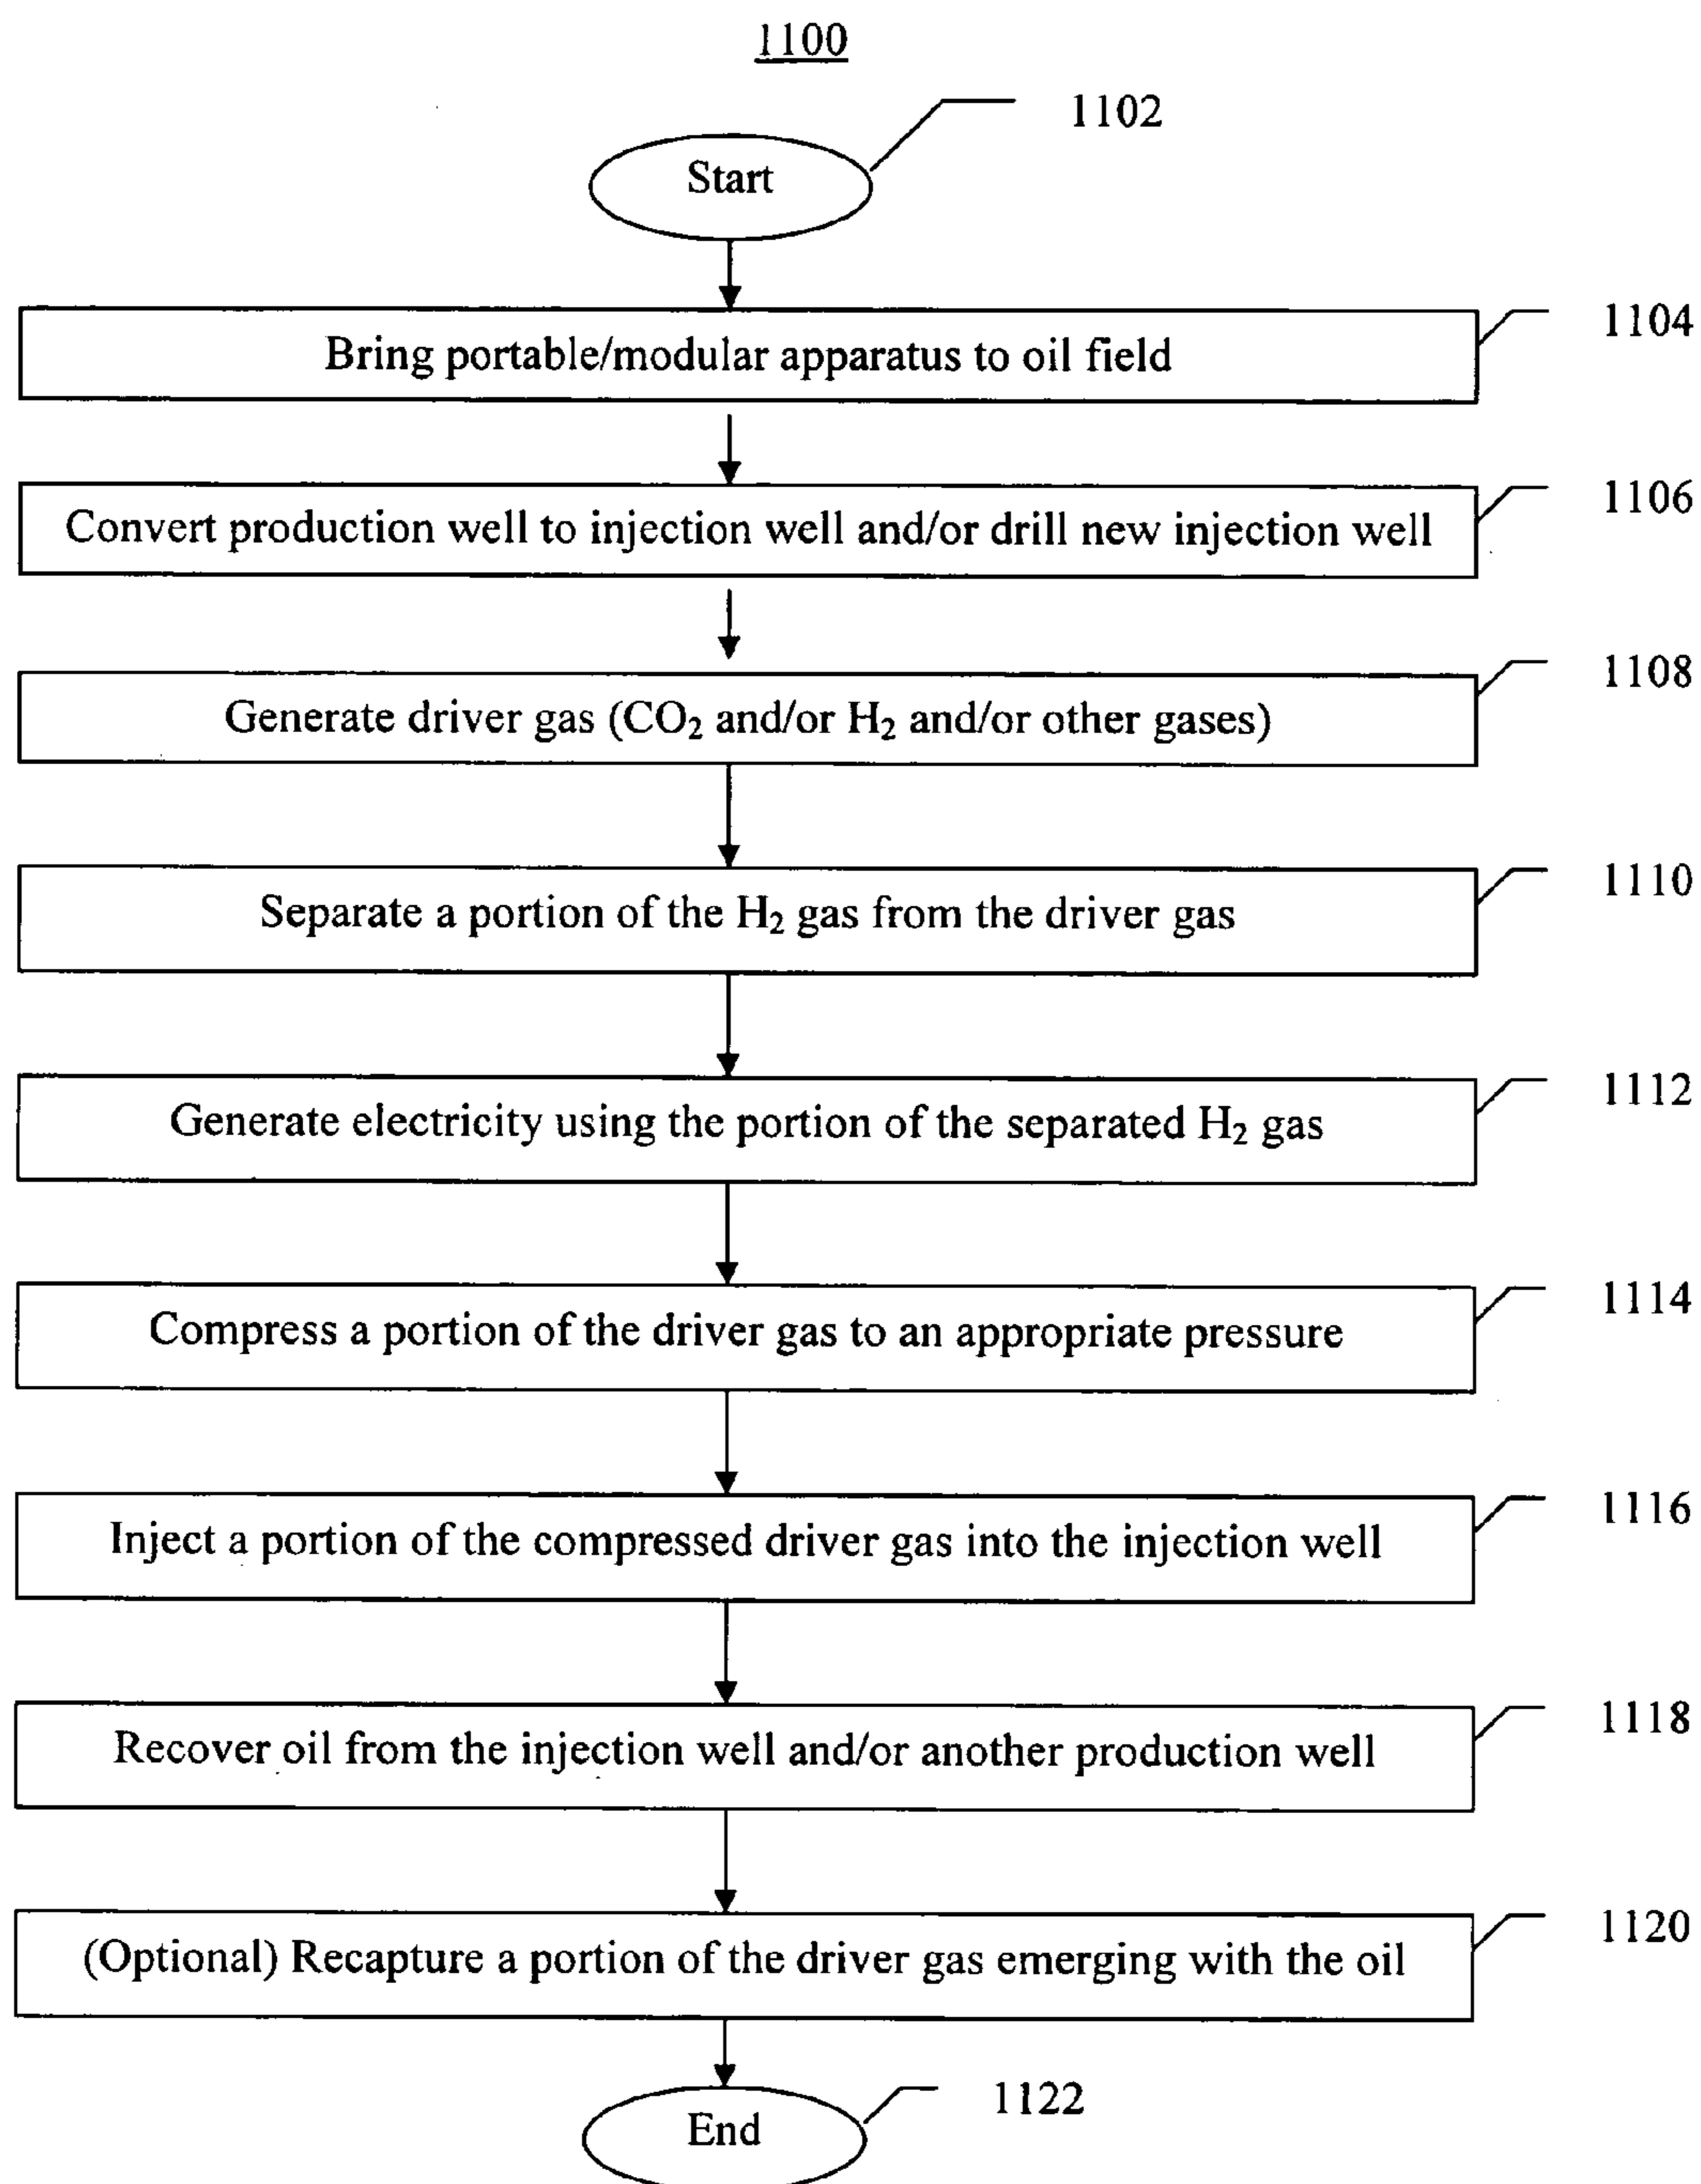 1100
1102
Start
1104
Bring portable/modular apparatus to oil field
1106
Convert production well to injection well and/or drill new injection well
1108
Generate driver gas (CO₂ and/or H₂ and/or other gases)
1110
Separate a portion of the H₂ gas from the driver gas
1112
Generate electricity using the portion of the separated H₂ gas
1114
Compress a portion of the driver gas to an appropriate pressure
1116
Inject a portion of the compressed driver gas into the injection well
1118
Recover oil from the injection well and/or another production well
1120
(Optional) Recapture a portion of the driver gas emerging with the oil
1122
End